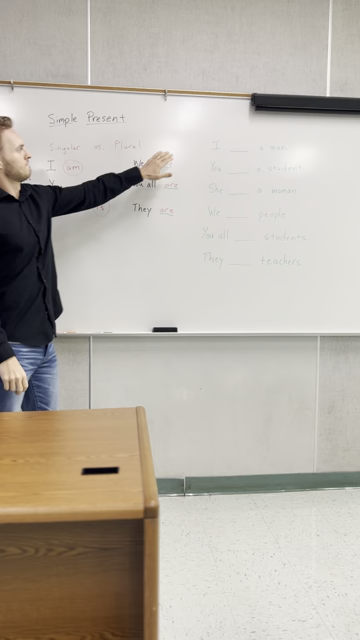 Simple Present
Singular vs. Plural
I am
We
you all are
They are
I ___ a man
You ___ a student
She ___ a woman
We ___ people
You all ___ students
They ___ teachers